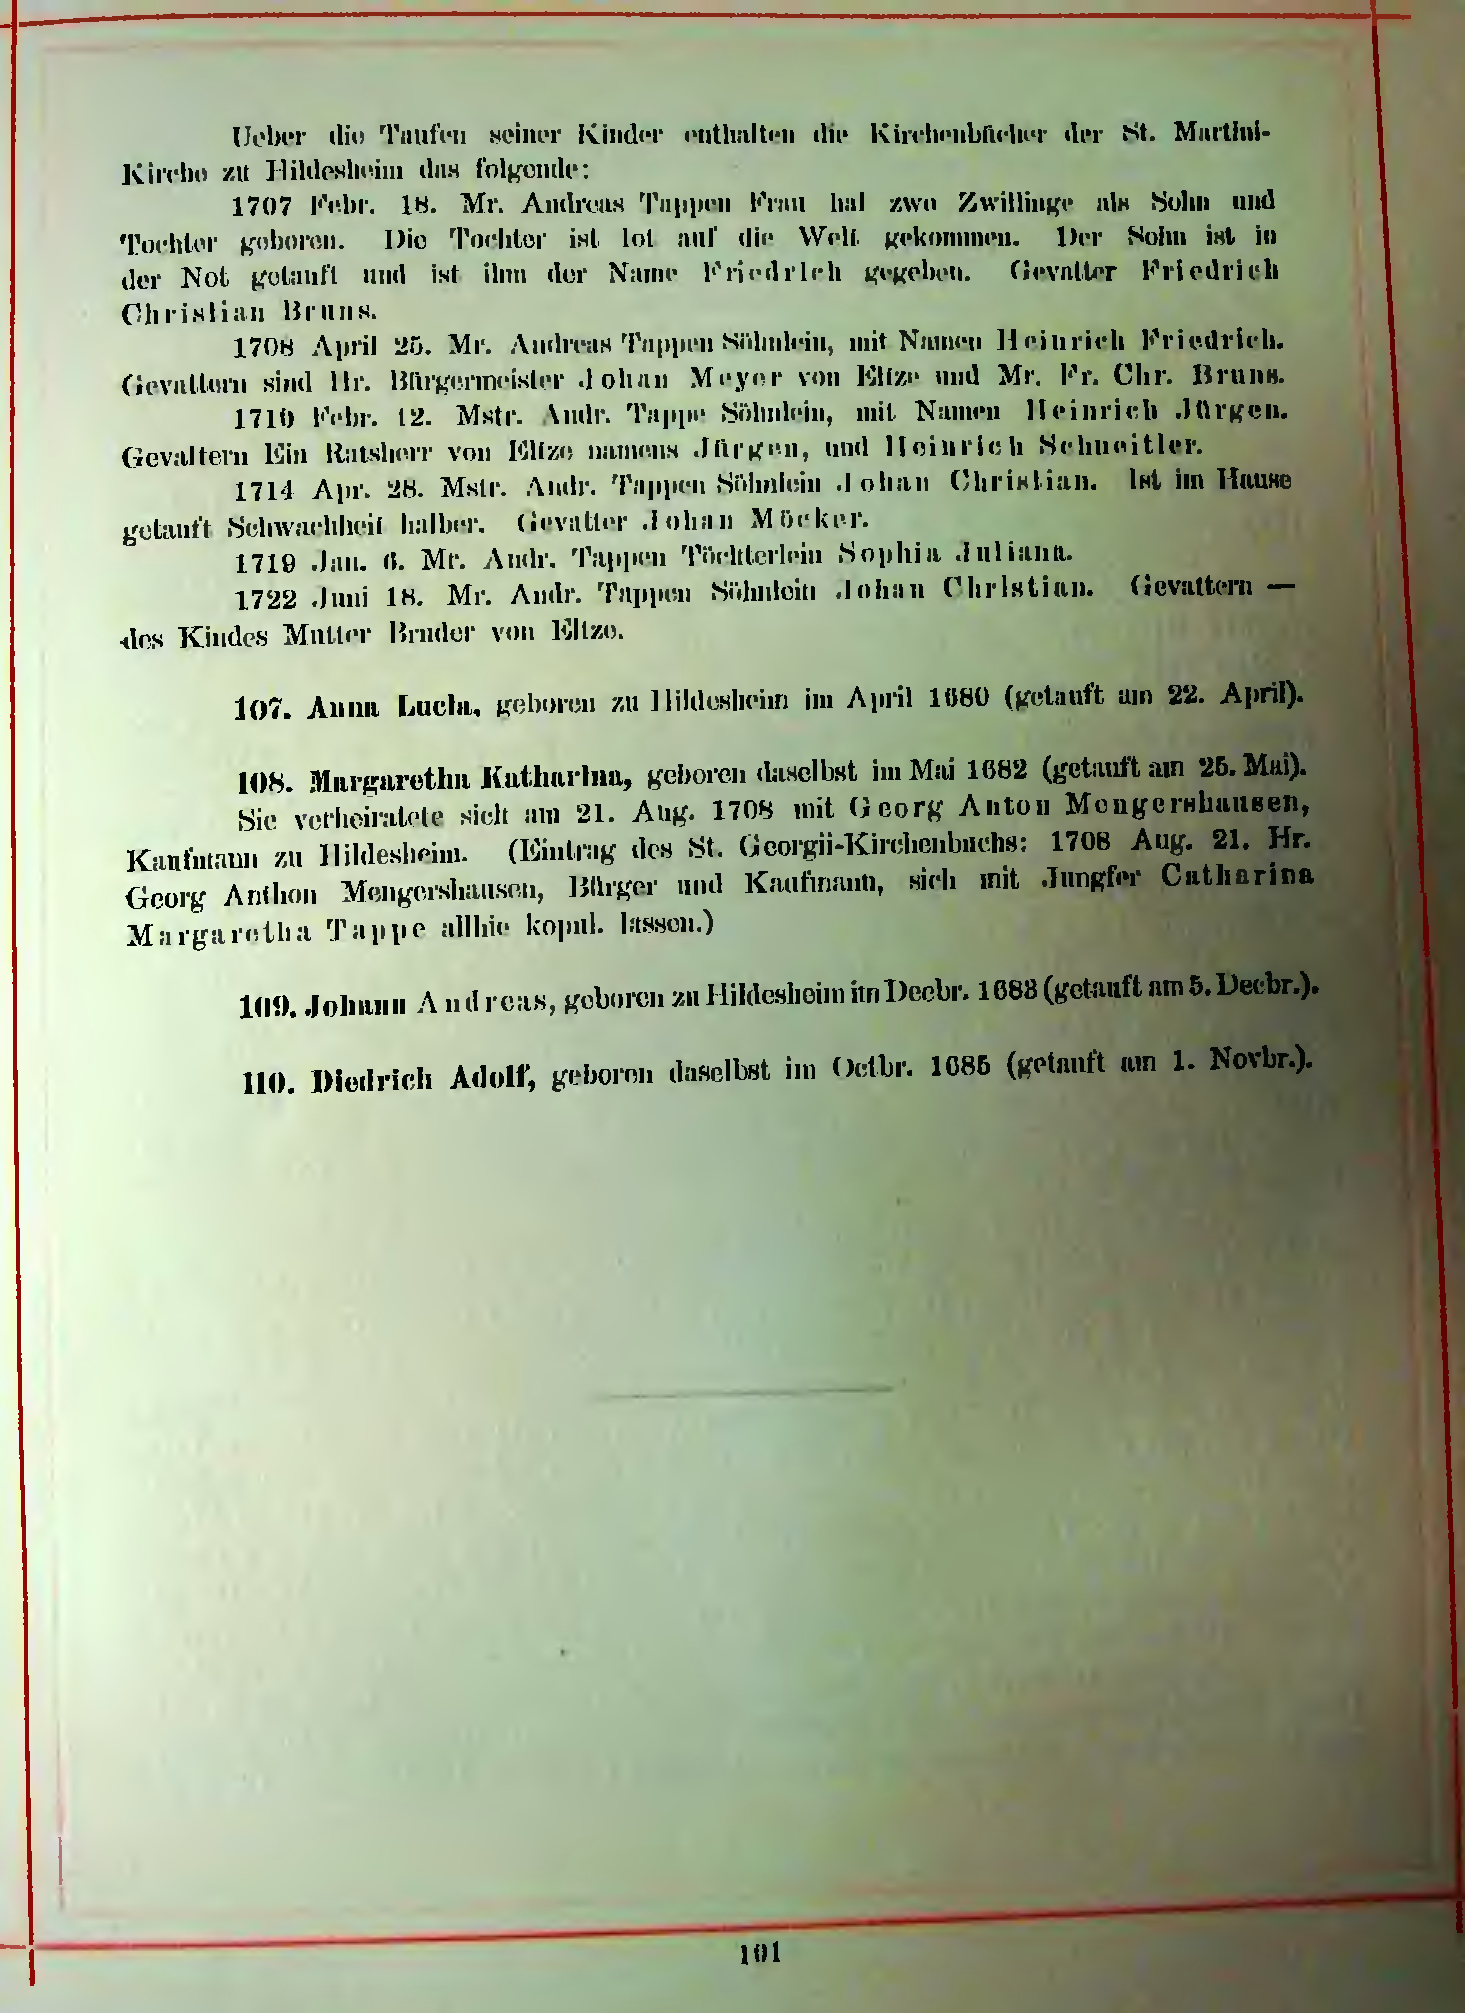 Ueber die Taufen seiner Kinder enthalten die Kirchenbücher der St. Martini-
Kirche zu Hildesheim das folgende:
1707 Febr. 18. Mr. Andreas Tappen Frau hat zwo Zwillinge als Sohn und
Tochter geboren. Die Tochter ist tot auf die Welt gekommen. Der Sohn ist in
der Not getauft und ist ihm der Name Friedrich gegeben. Gevatter Friedrich
Christian Bruns.
1708 April 25. Mr. Andreas Tappen Söhnlein, mit Namen Heinrich Friedrich.
Gevattern sind Hr. Bürgermeister Johan Meyer von Eltze und Mr. Fr. Chr. Bruns.
1710 Febr. 12. Mstr. Andr. Tappe Söhnlein, mit Namen Heinrich Jürgen.
Gevattern Ein Ratsherr von Eltze namens Jürgen, und Heinrich Schneitler.
1714 Apr. 28. Mstr. Andr. Tappen Söhnlein Johan Christian. Ist im Hause
getauft Schwachheit halber. Gevatter Johan Möcker.
1719 Jan. 6. Mr. Andr. Tappen Töchterlein Sophia Juliana.
1722 Juni 18. Mr. Andr. Tappen Söhnlein Johan Christian. Gevattern —
des Kindes Mutter Bruder von Eltze.
107. Anna Lucia, geboren zu Hildesheim im April 1680 (getauft am 22. April).
108. Margaretha Katharina, geboren daselbst im Mai 1682 (getauft am 25. Mai).
Sie verheiratete sich am 21. Aug. 1708 mit Georg Anton Mengershausen,
Kaufmann zu Hildesheim. (Eintrag des St. Georgii-Kirchenbuchs: 1708 Aug. 21. Hr.
Georg Anthon Mengershausen, Bürger und Kaufmann, sich mit Jungfer Catharina
Margaretha Tappe allhie kopul. lassen.)
109. Johann Andreas, geboren zu Hildesheim im Decbr. 1683 (getauft am 5. Decbr.).
110. Diedrich Adolf, geboren daselbst im Octbr. 1685 (getauft am 1. Novbr.).
101